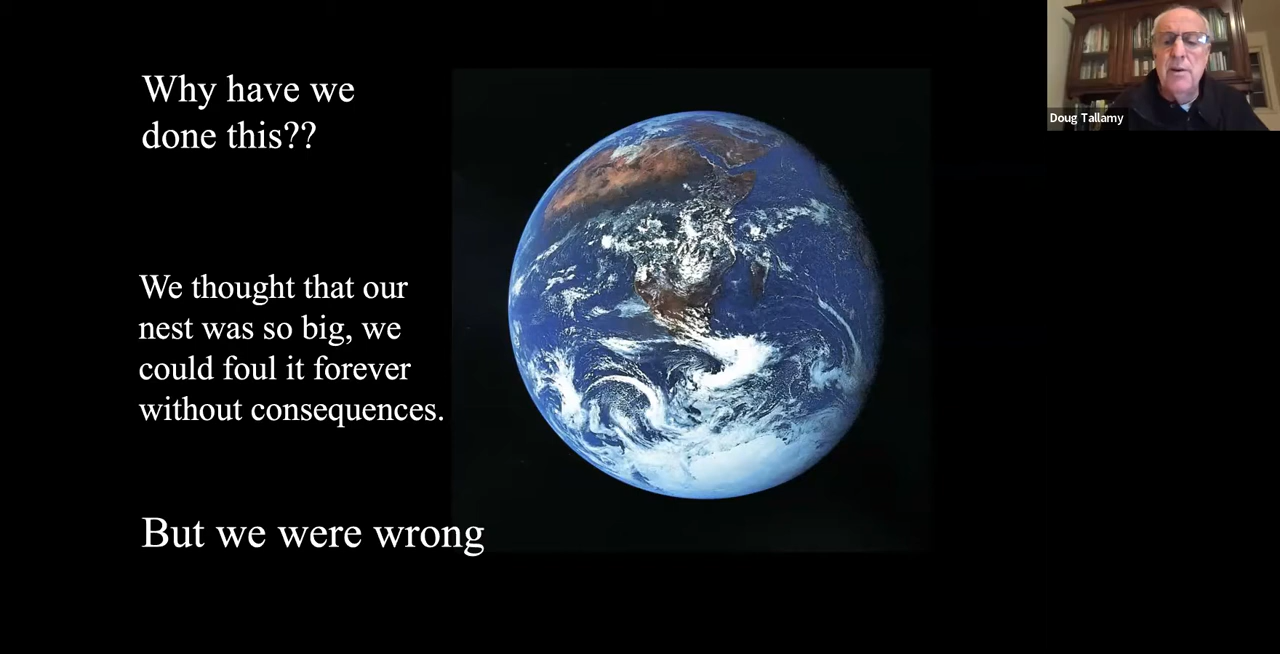 Why have we
done this??
We thought that our
nest was so big, we
could foul it forever
without consequences.
But we were wrong
Doug Tallamy